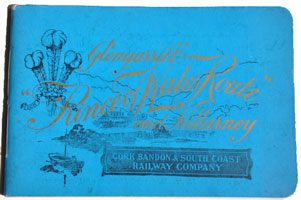 Glengarriff
"Prince of Wales Route"
and Killarney
CORK BANDON & SOUTH COAST
RAILWAY COMPANY